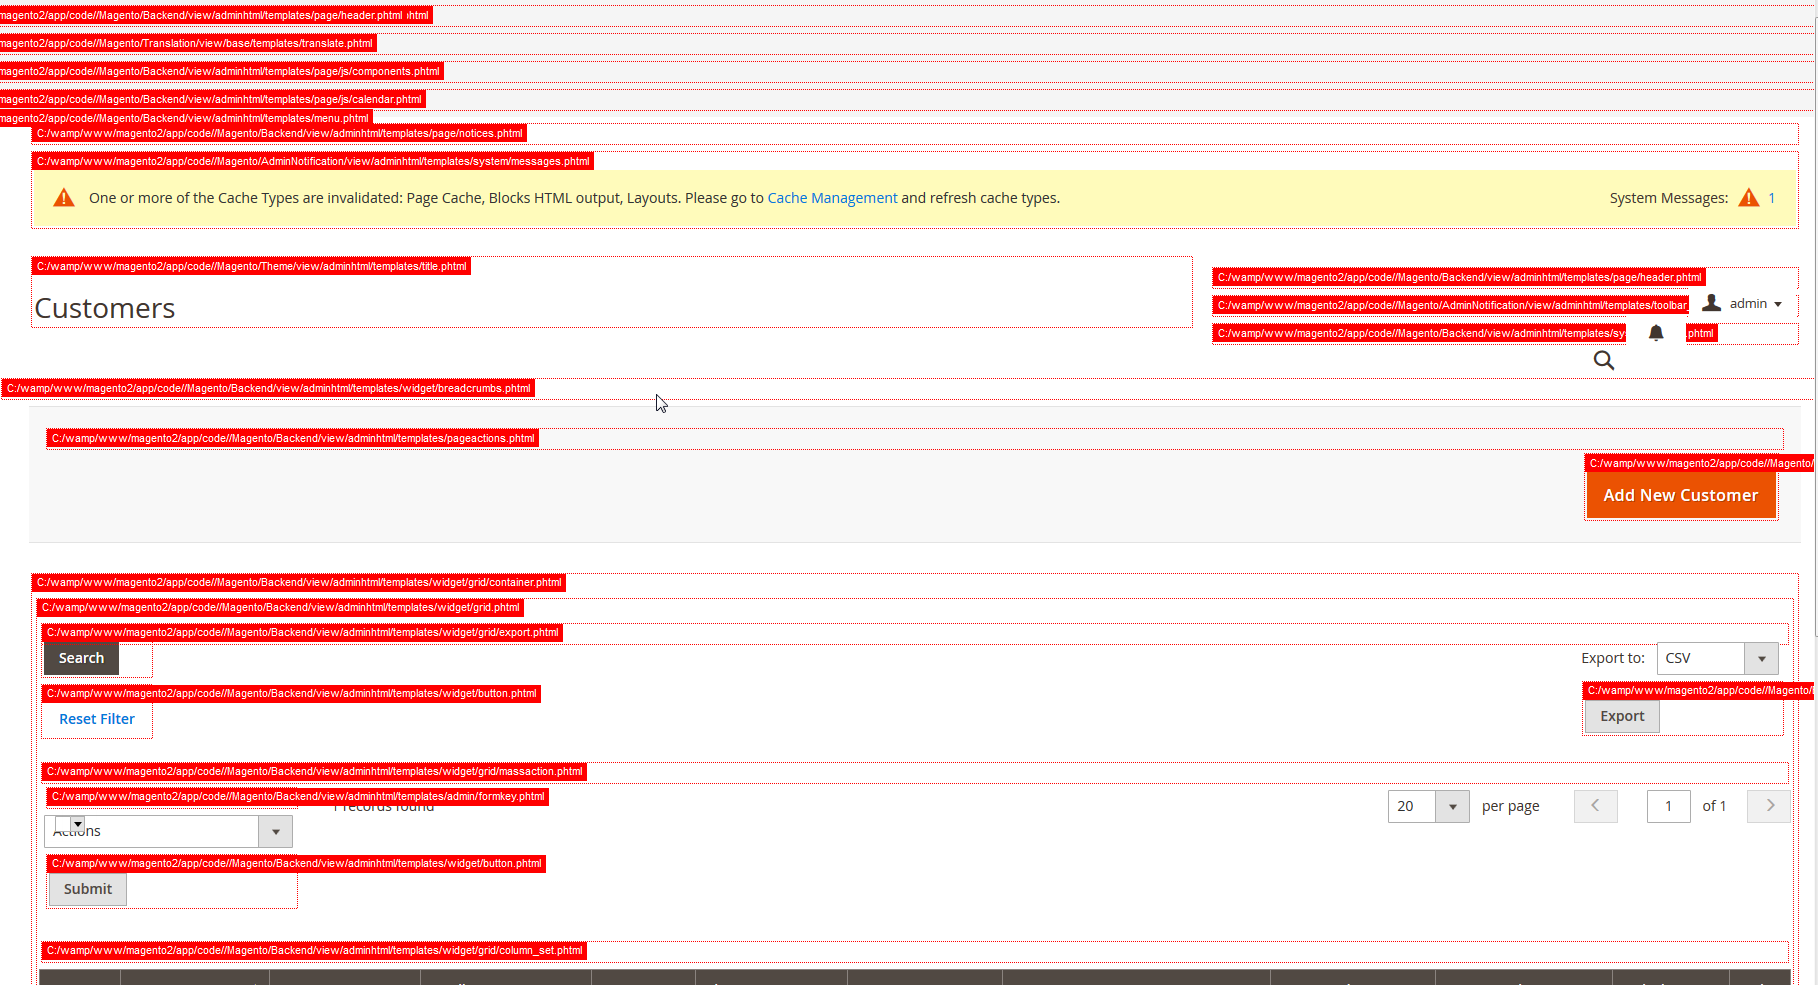 magento2/app/code//Magento/Backend/view/adminhtml/templates/page/header.phtml html
magento2/app/code//Magento/Translation/view/base/templates/translate.phtml
magento2/app/code//Magento/Backend/view/adminhtml/templates/page/js/components.phtml
magento2/app/code//Magento/Backend/view/adminhtml/templates/page/js/calendar.phtml
magento2/app/code//Magento/Backend/view/adminhtml/templates/menu.phtml
C:/wamp/www/magento2/app/code//Magento/Backend/view/adminhtml/templates/page/notices.phtml
C:/wamp/www/magento2/app/code//Magento/AdminNotification/view/adminhtml/templates/system/messages.phtml
One or more of the Cache Types are invalidated: Page Cache, Blocks HTML output, Layouts. Please go to Cache Management and refresh cache types.
System Messages: 1
C:/wamp/www/magento2/app/code//Magento/Theme/view/adminhtml/templates/title.phtml
Customers
C:/wamp/www/magento2/app/code//Magento/Backend/view/adminhtml/templates/page/header.phtml
C:/wamp/www/magento2/app/code//Magento/AdminNotification/view/adminhtml/templates/toolbar
admin
C:/wamp/www/magento2/app/code//Magento/Backend/view/adminhtml/templates/sy .phtml
C:/wamp/www/magento2/app/code//Magento/Backend/view/adminhtml/templates/widget/breadcrumbs.phtml
C:/wamp/www/magento2/app/code//Magento/Backend/view/adminhtml/templates/pageactions.phtml
C:/wamp/www/magento2/app/code//Magento/
Add New Customer
C:/wamp/www/magento2/app/code//Magento/Backend/view/adminhtml/templates/widget/grid/container.phtml
C:/wamp/www/magento2/app/code//Magento/Backend/view/adminhtml/templates/widget/grid.phtml
C:/wamp/www/magento2/app/code//Magento/Backend/view/adminhtml/templates/widget/grid/export.phtml
Search
Export to: CSV
C:/wamp/www/magento2/app/code//Magento/Backend/view/adminhtml/templates/widget/button.phtml
C:/wamp/www/magento2/app/code//Magento/
Reset Filter
Export
C:/wamp/www/magento2/app/code//Magento/Backend/view/adminhtml/templates/widget/grid/massaction.phtml
C:/wamp/www/magento2/app/code//Magento/Backend/view/adminhtml/templates/admin/formkey.phtml
1 records found
20 per page
1 of 1
Actions
C:/wamp/www/magento2/app/code//Magento/Backend/view/adminhtml/templates/widget/button.phtml
Submit
C:/wamp/www/magento2/app/code//Magento/Backend/view/adminhtml/templates/widget/grid/column_set.phtml